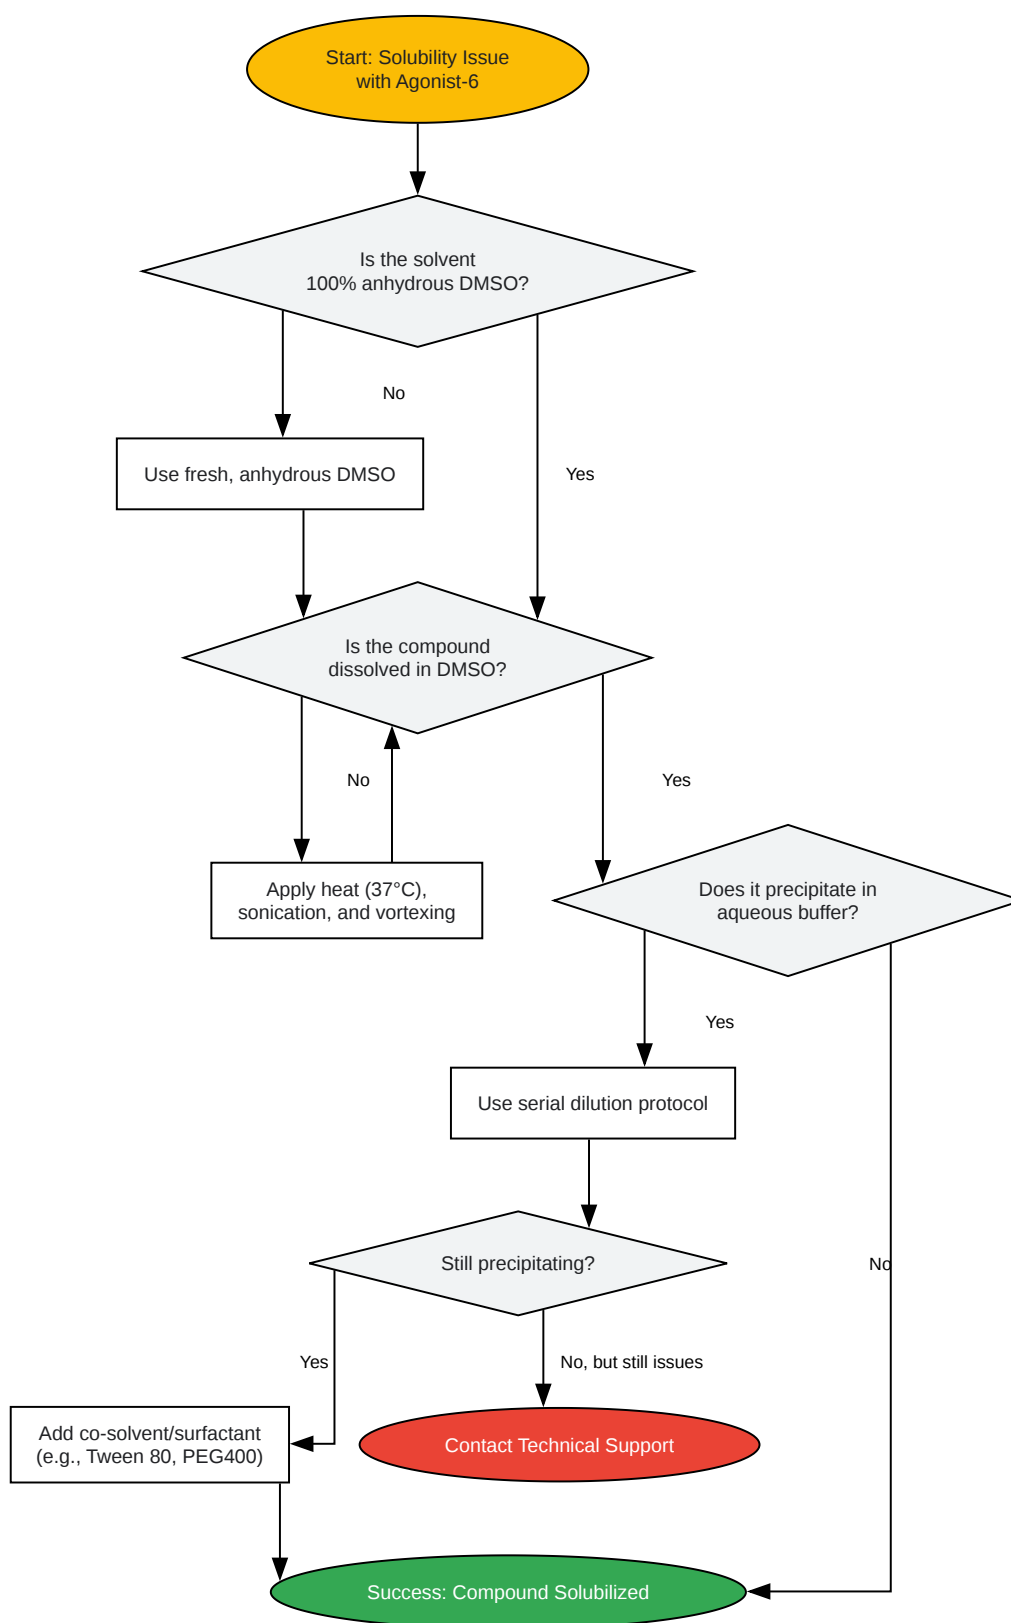 Start: Solubility Issue
with Agonist-6
Is the solvent
100% anhydrous DMSO?
No
Use fresh, anhydrous DMSO
Yes
Is the compound
dissolved in DMSO?
No
Yes
Apply heat (37°C),
sonication, and vortexing
Does it precipitate in
aqueous buffer?
Yes
Use serial dilution protocol
Still precipitating?
No
Yes
No, but still issues
Add co-solvent/surfactant
(e.g., Tween 80, PEG400)
Contact Technical Support
Success: Compound Solubilized